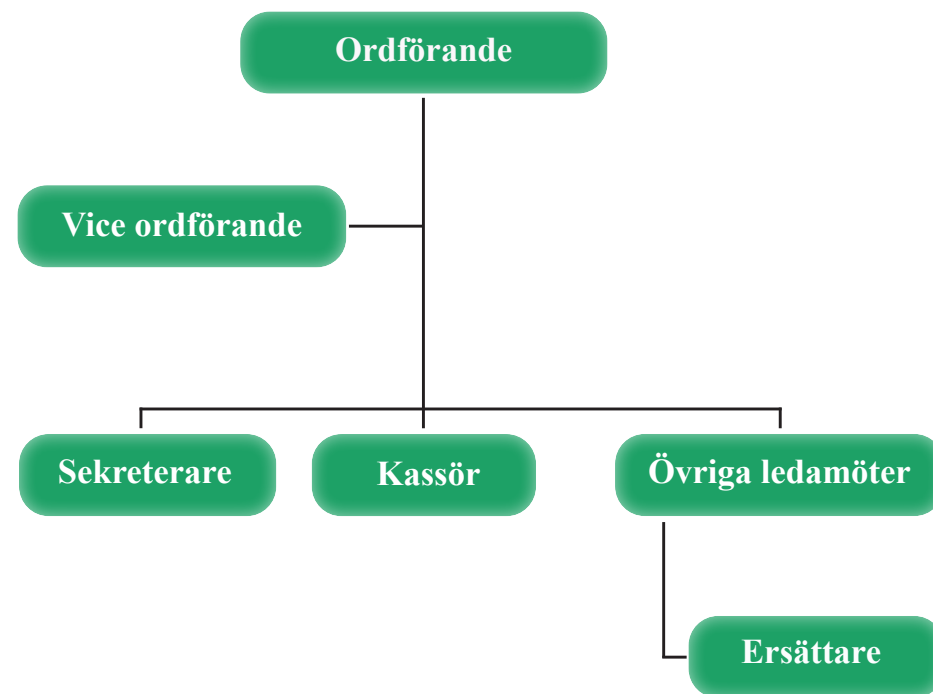 Ordförande
Vice ordförande
Sekreterare
Kassör
Övriga ledamöter
Ersättare